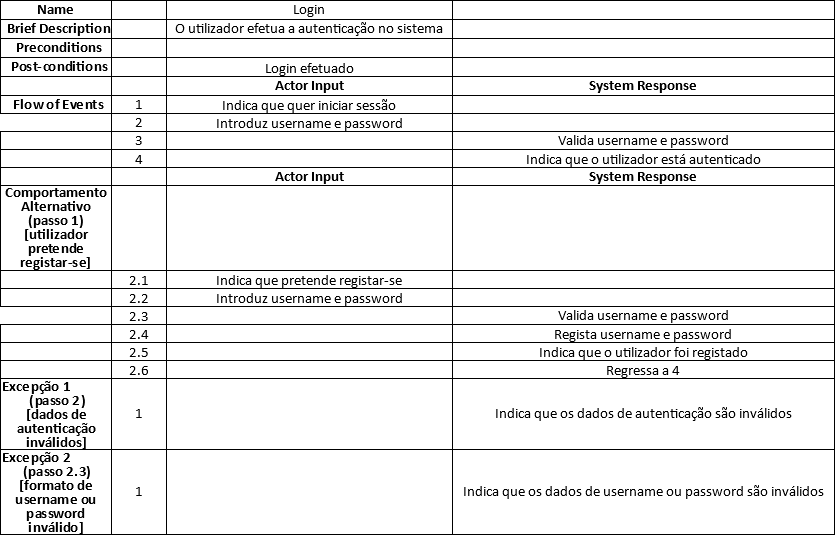 Name Login
Brief Description O utilizador efetua a autenticação no sistema
Preconditions
Post-conditions Login efetuado
Actor Input System Response
Flow of Events 1 Indica que quer iniciar sessão
2 Introduz username e password
3 Valida username e password
4 Indica que o utilizador está autenticado
Actor Input System Response
Comportamento
Alternativo
(passo 1)
[utilizador
pretende
registar-se]
2.1 Indica que pretende registar-se
2.2 Introduz username e password
2.3 Valida username e password
2.4 Regista username e password
2.5 Indica que o utilizador foi registado
2.6 Regressa a 4
Excepção 1
(passo 2)
[dados de
autenticação
inválidos]
1 Indica que os dados de autenticação são inválidos
Excepção 2
(passo 2.3)
[formato de
username ou
password
inválido]
1 Indica que os dados de username ou password são inválidos